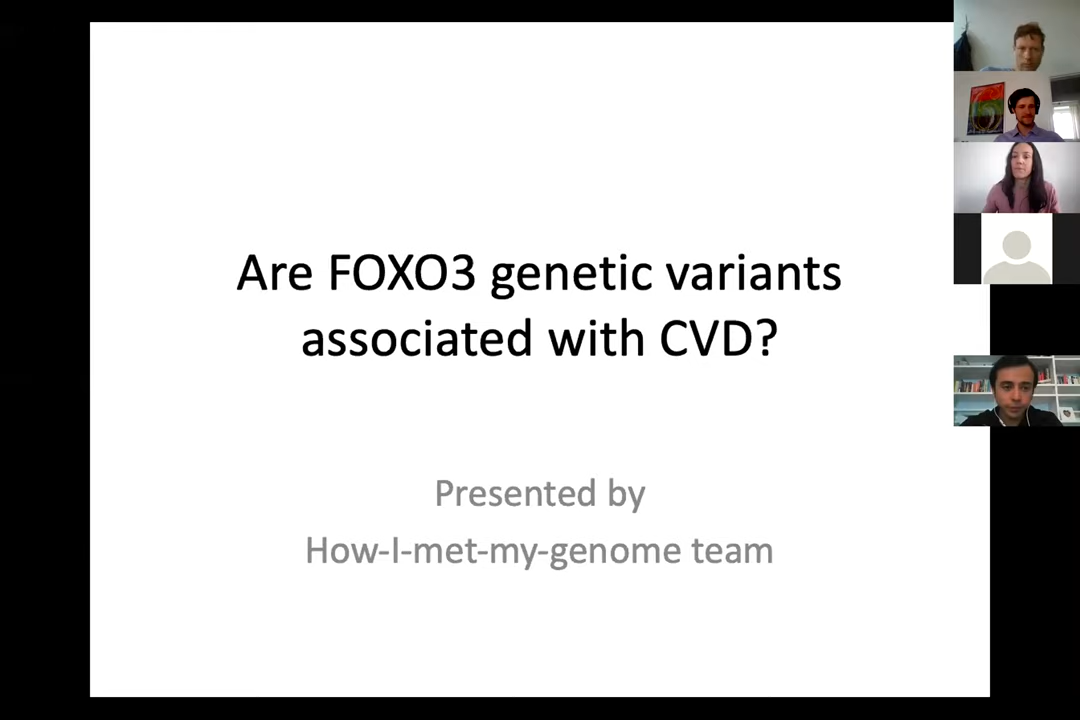 Are FOXO3 genetic variants
associated with CVD?
Presented by
How-I-met-my-genome team